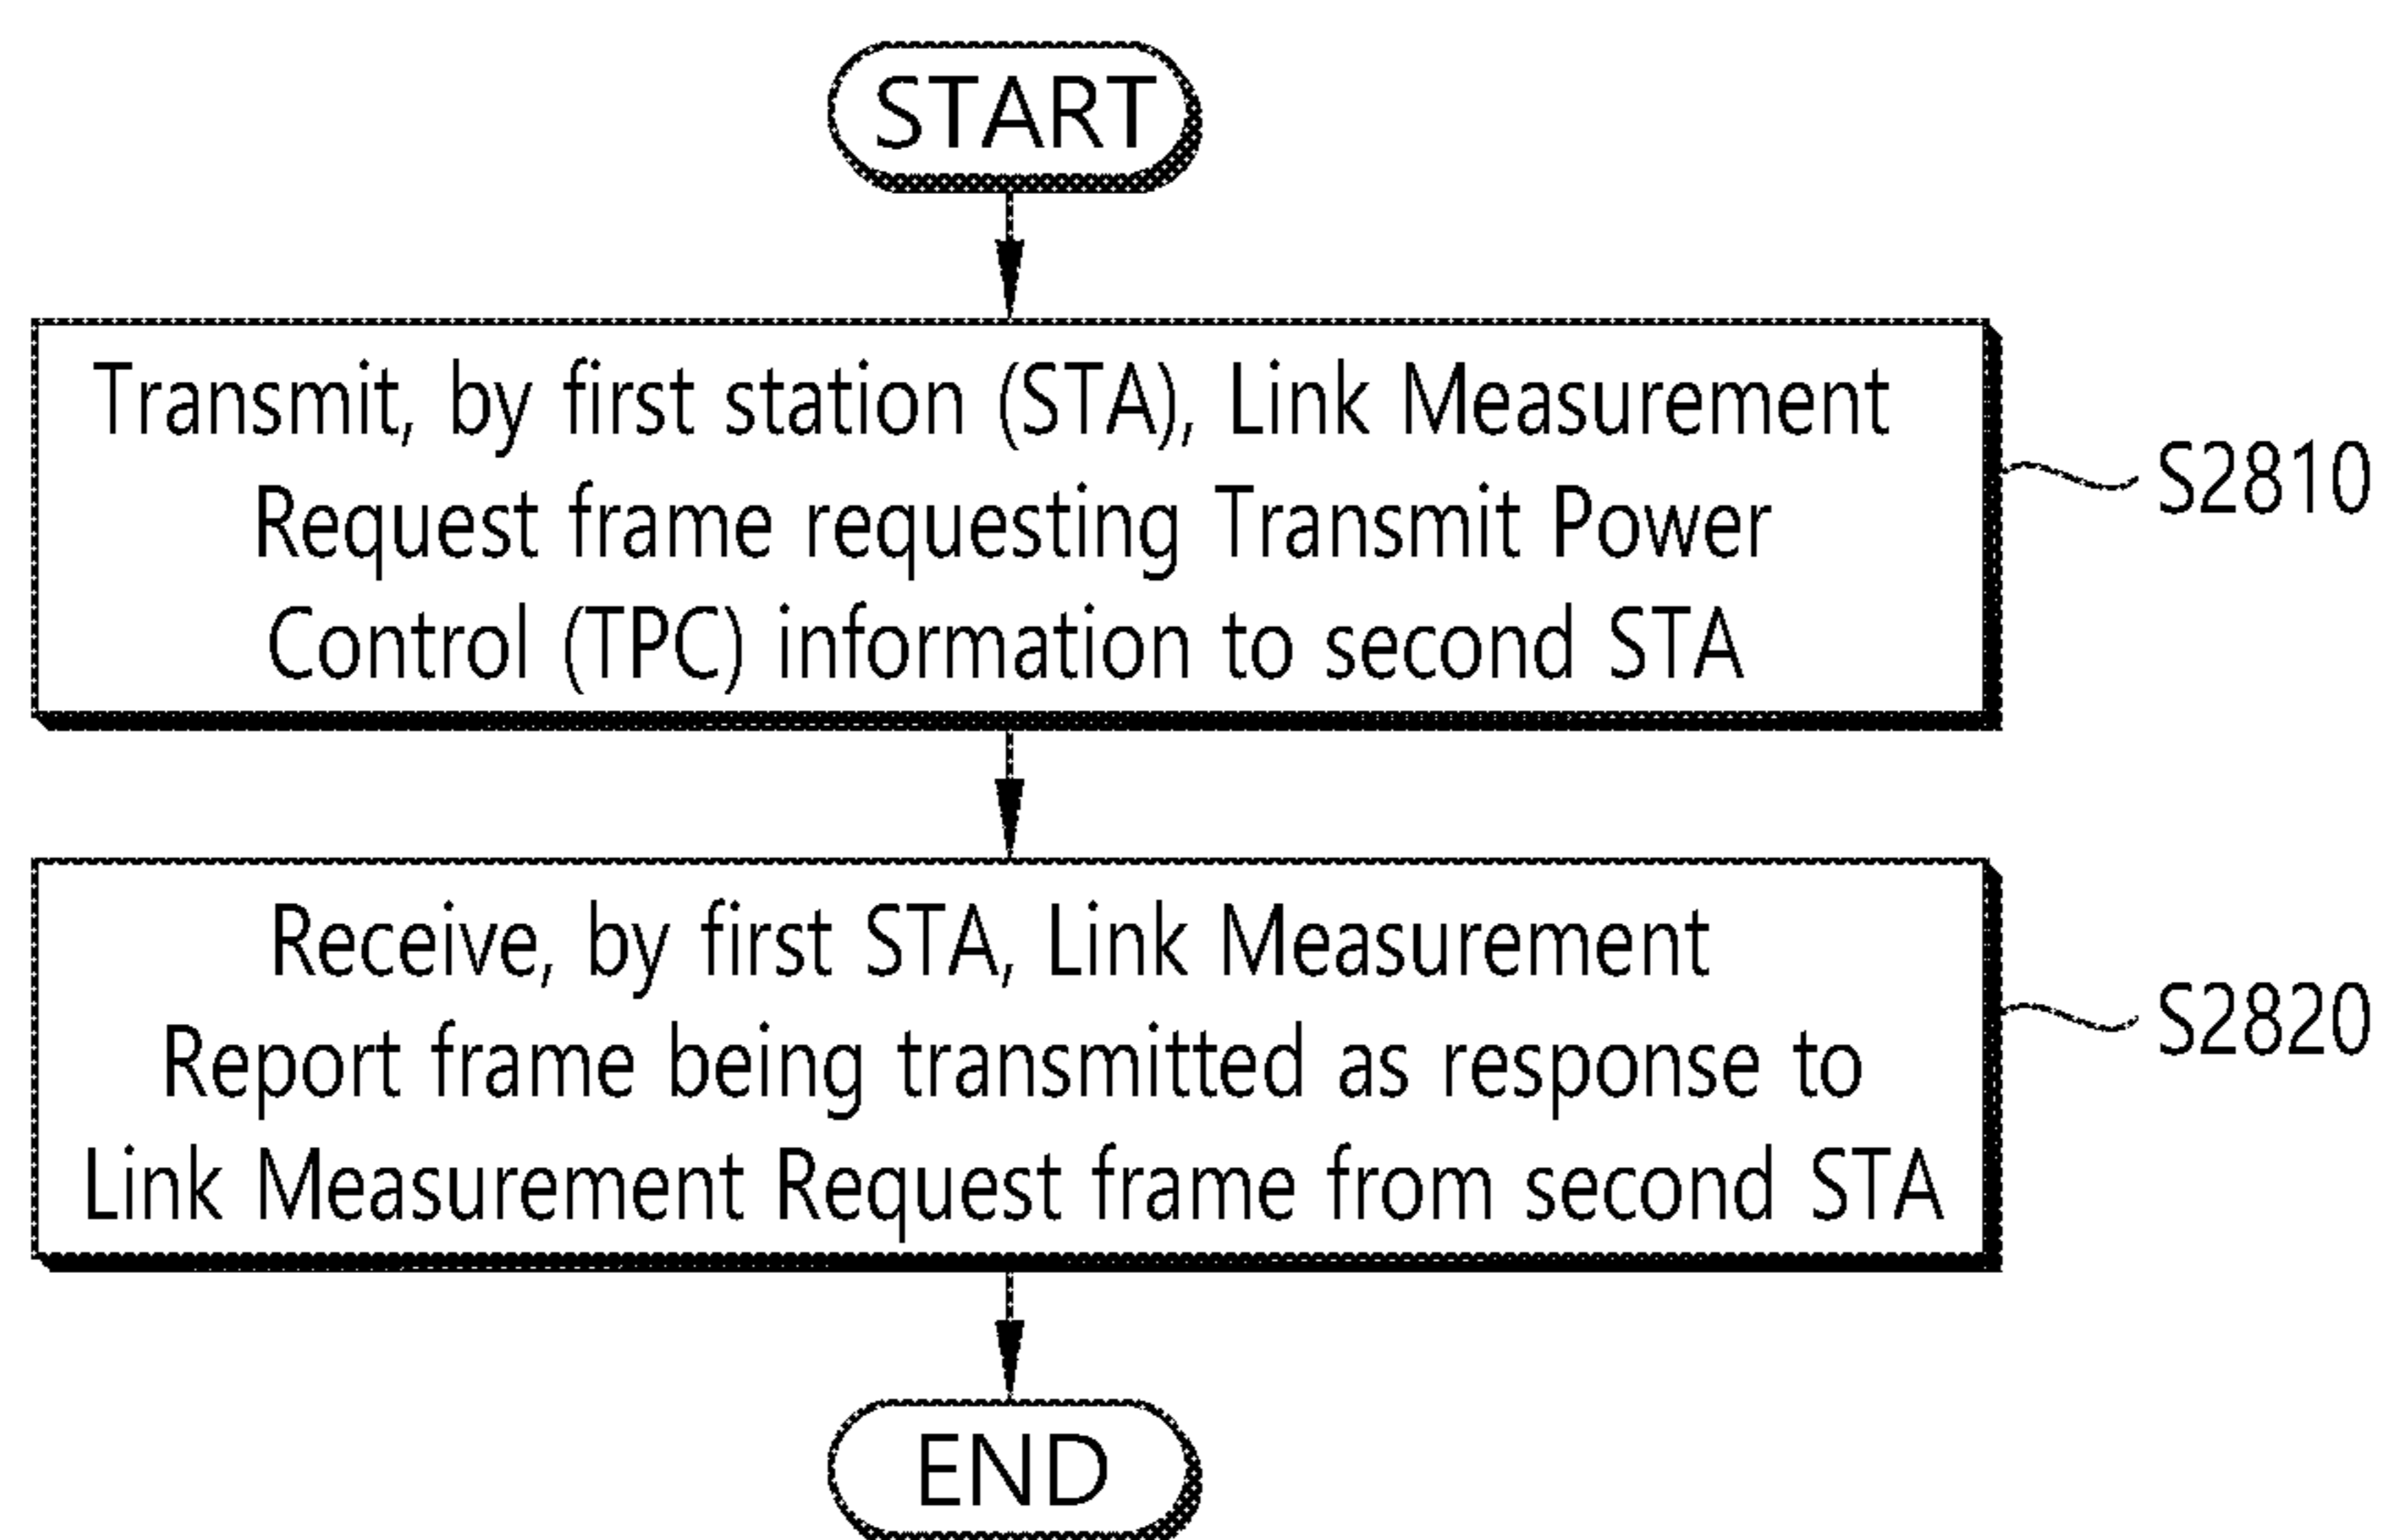 START
Transmit, by first station (STA), Link Measurement
Request frame requesting Transmit Power
Control (TPC) information to second STA
S2810
Receive, by first STA, Link Measurement
Report frame being transmitted as response to
Link Measurement Request frame from second STA
S2820
END